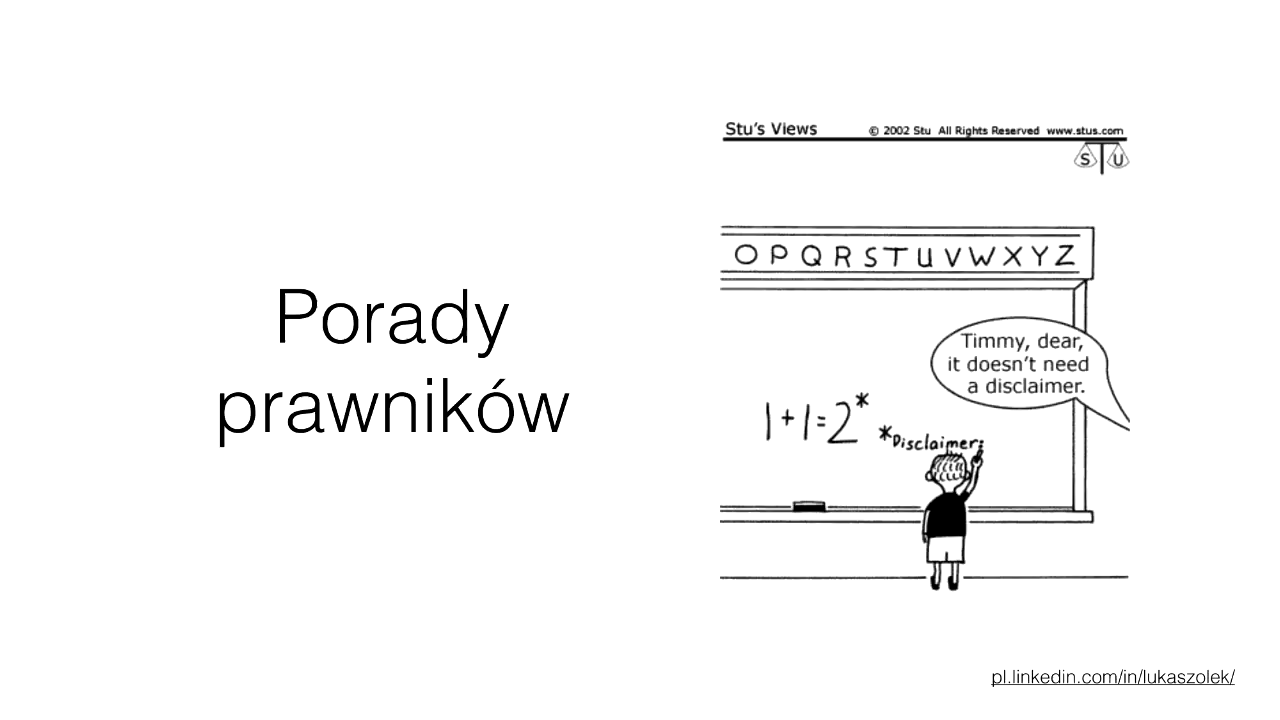 Porady
prawników
Stu's Views © 2002 Stu All Rights Reserved www.stus.com
S U
O P Q R S T U V W X Y Z
Timmy, dear,
it doesn't need
a disclaimer.
1+1=2*
*Disclaimer:
pl.linkedin.com/in/lukaszolek/